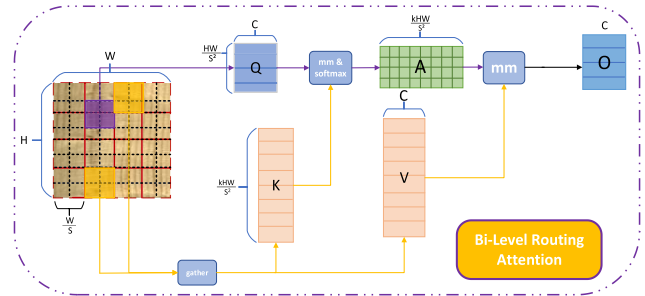 W
H
W
S
HW
S²
C
Q
mm &
softmax
kHW
S²
A
mm
C
O
kHW
S²
K
C
V
gather
Bi-Level Routing
Attention